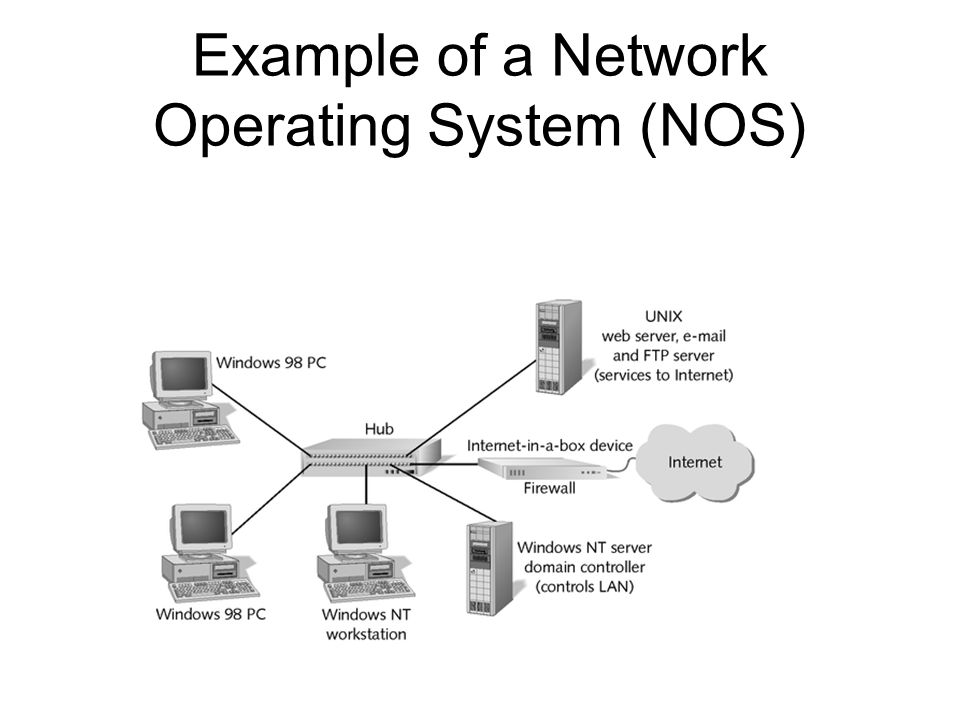 Example of a Network
Operating System (NOS)
UNIX
web server, e-mail
and FTP server
(services to Internet)
Windows 98 PC
Hub
Internet-in-a-box device
Internet
Firewall
Windows NT server
domain controller
(controls LAN)
Windows 98 PC
Windows NT
workstation